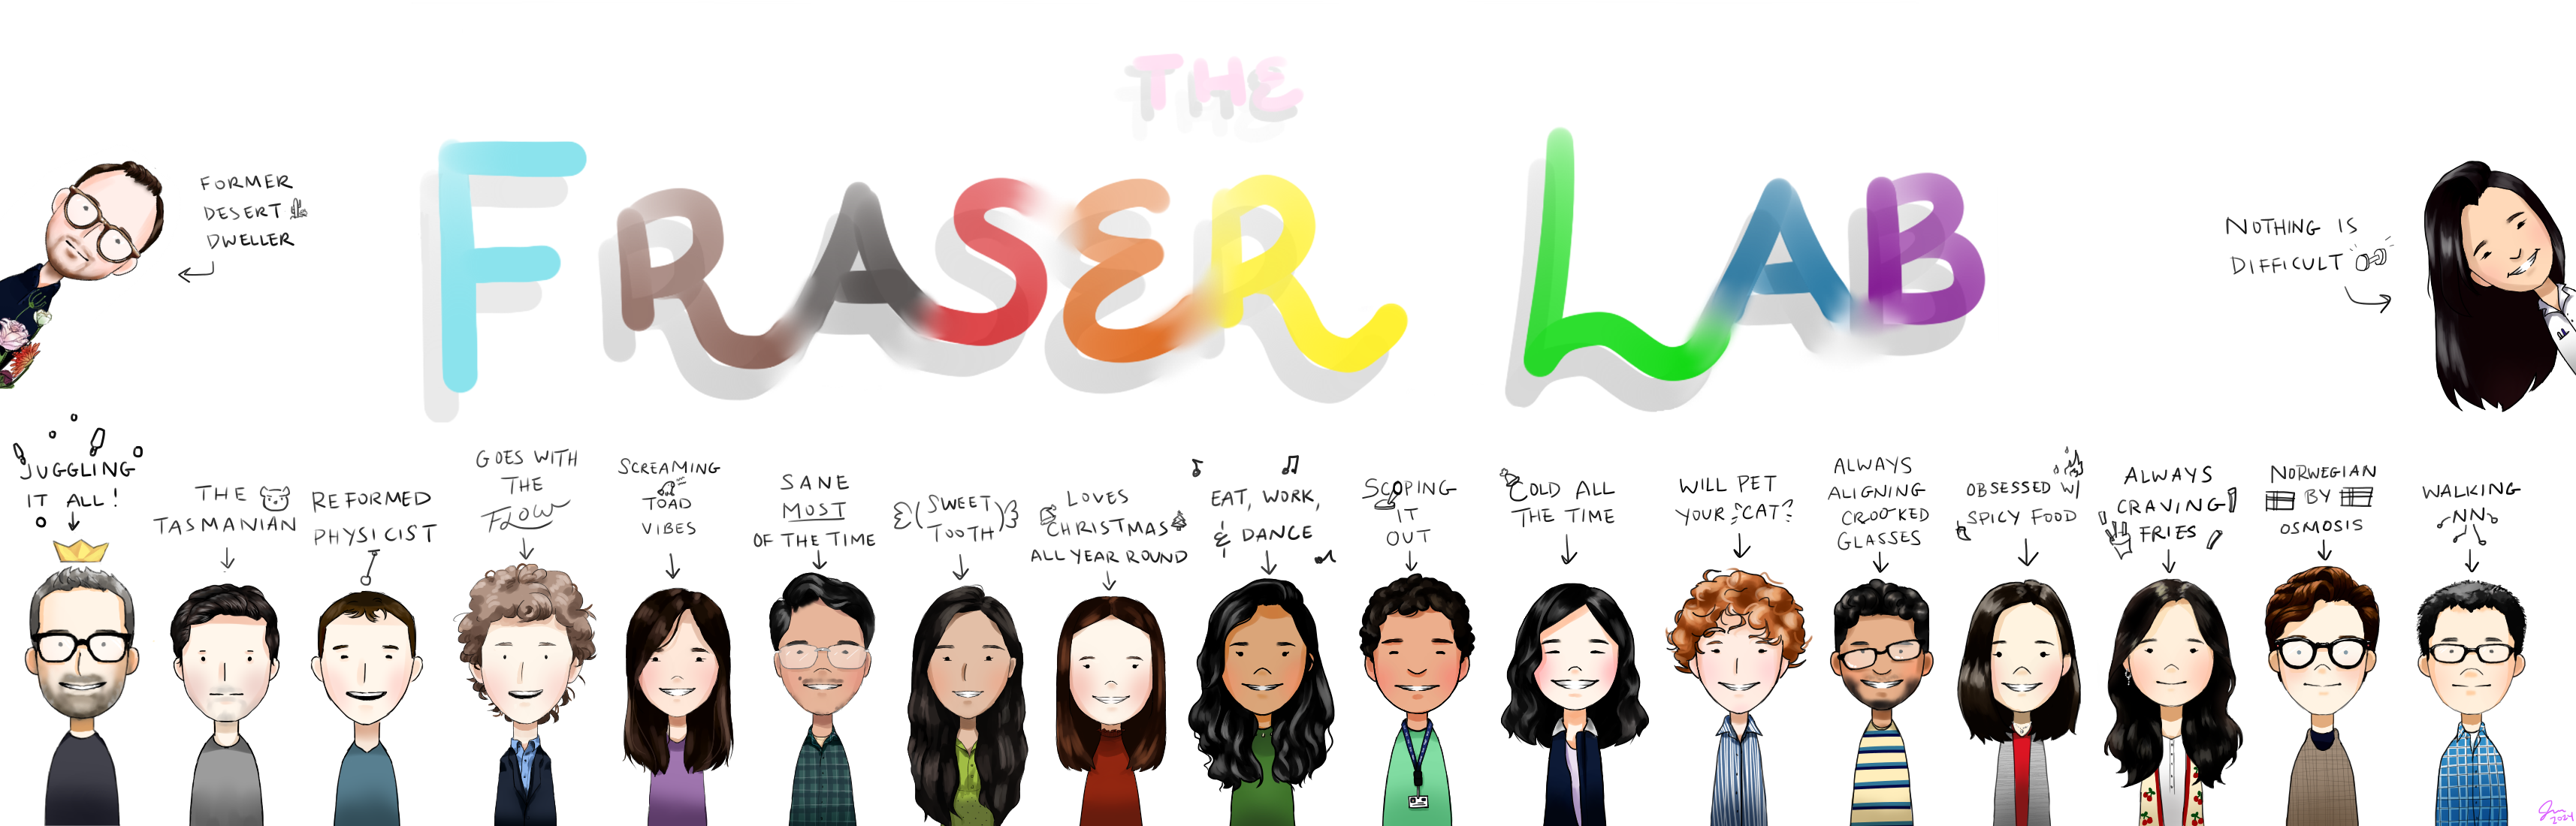 THE
FRASER LAB
FORMER
DESERT
DWELLER
NOTHING IS
DIFFICULT
JUGGLING
IT ALL!
THE
TASMANIAN
REFORMED
PHYSICIST
GOES WITH
THE
FLOW
SCREAMING
TOAD
VIBES
SANE
MOST
OF THE TIME
SWEET
TOOTH
LOVES
CHRISTMAS
ALL YEAR ROUND
EAT, WORK,
& DANCE
SCOPING
IT
OUT
COLD ALL
THE TIME
WILL PET
YOUR CAT
ALWAYS
ALIGNING
CROOKED
GLASSES
OBSESSED W/
SPICY FOOD
ALWAYS
CRAVING
FRIES
NORWEGIAN
BY
OSMOSIS
WALKING
NN
2024